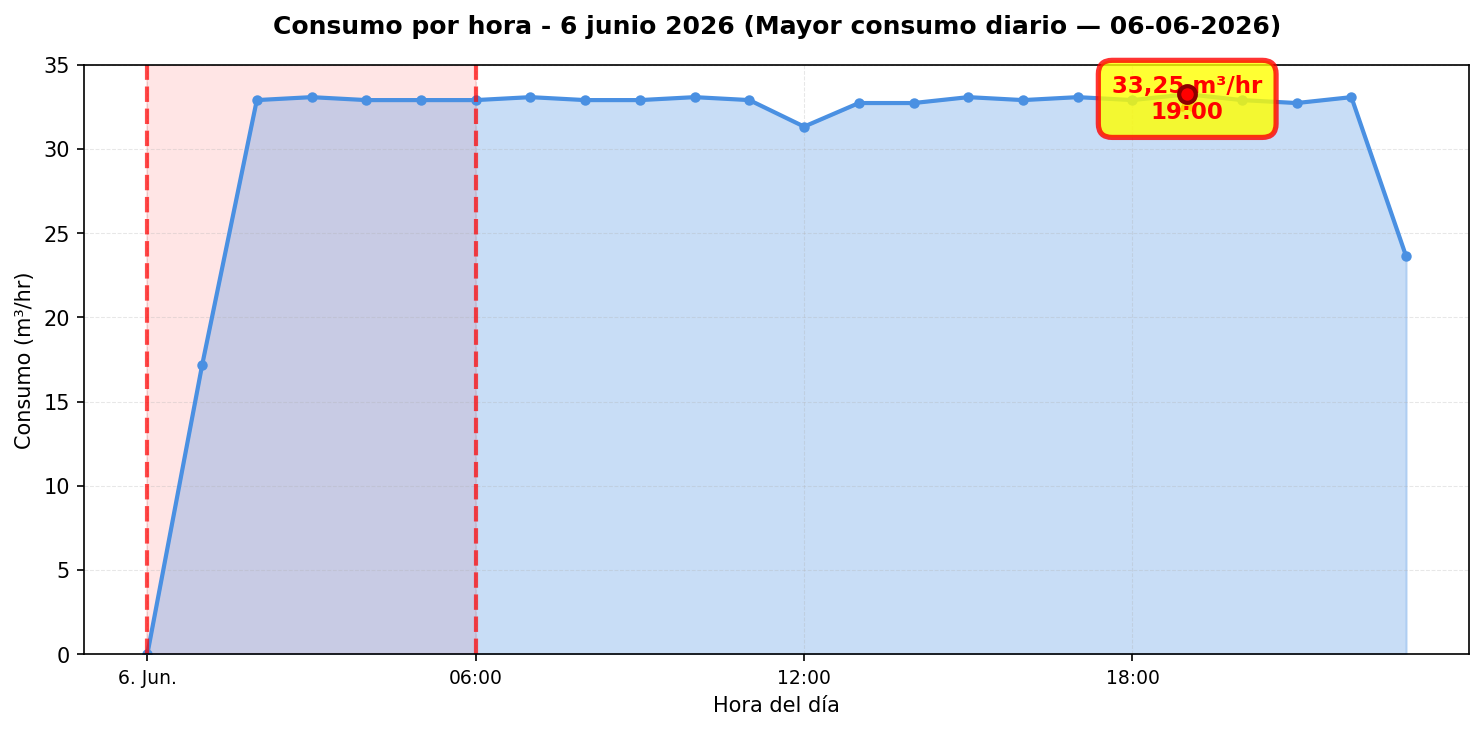 Consumo por hora - 6 junio 2026 (Mayor consumo diario — 06-06-2026)
33,25 m³/hr
19:00
35
30
25
20
15
10
5
0
Consumo (m³/hr)
6. Jun.
06:00
12:00
18:00
Hora del día